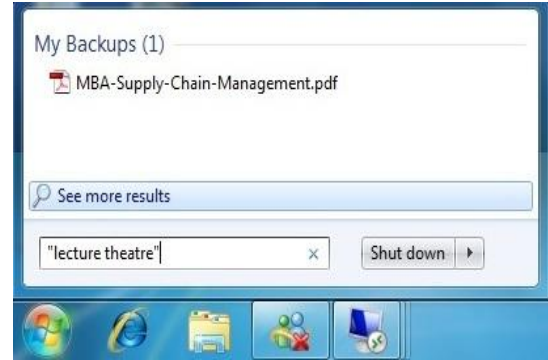 My Backups (1)
MBA-Supply-Chain-Management.pdf
See more results
"lecture theatre"
Shut down